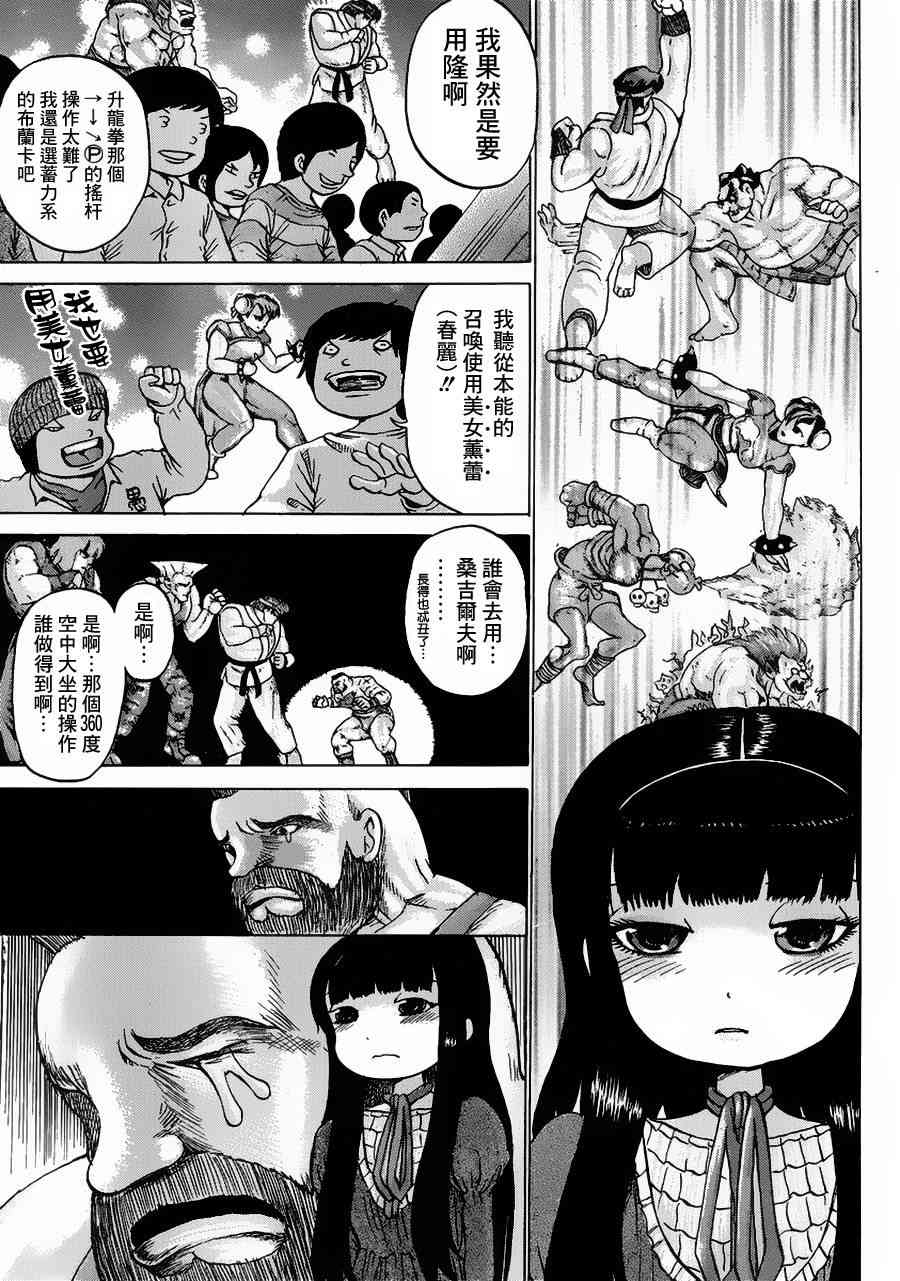 我果然是要
用隆啊
升龍拳那個
→↓↘Ⓟ的搖杆
操作太難了
我還是選蓄力系
的布蘭卡吧
我聽從本能的
召喚使用美女薰蕾
（春麗）!!
我也要
用美女薰蕾
誰會去用
桑吉爾夫啊
………
長得也忒丑了…
是啊…
是啊…那個360度
空中大坐的操作
誰做得到啊…